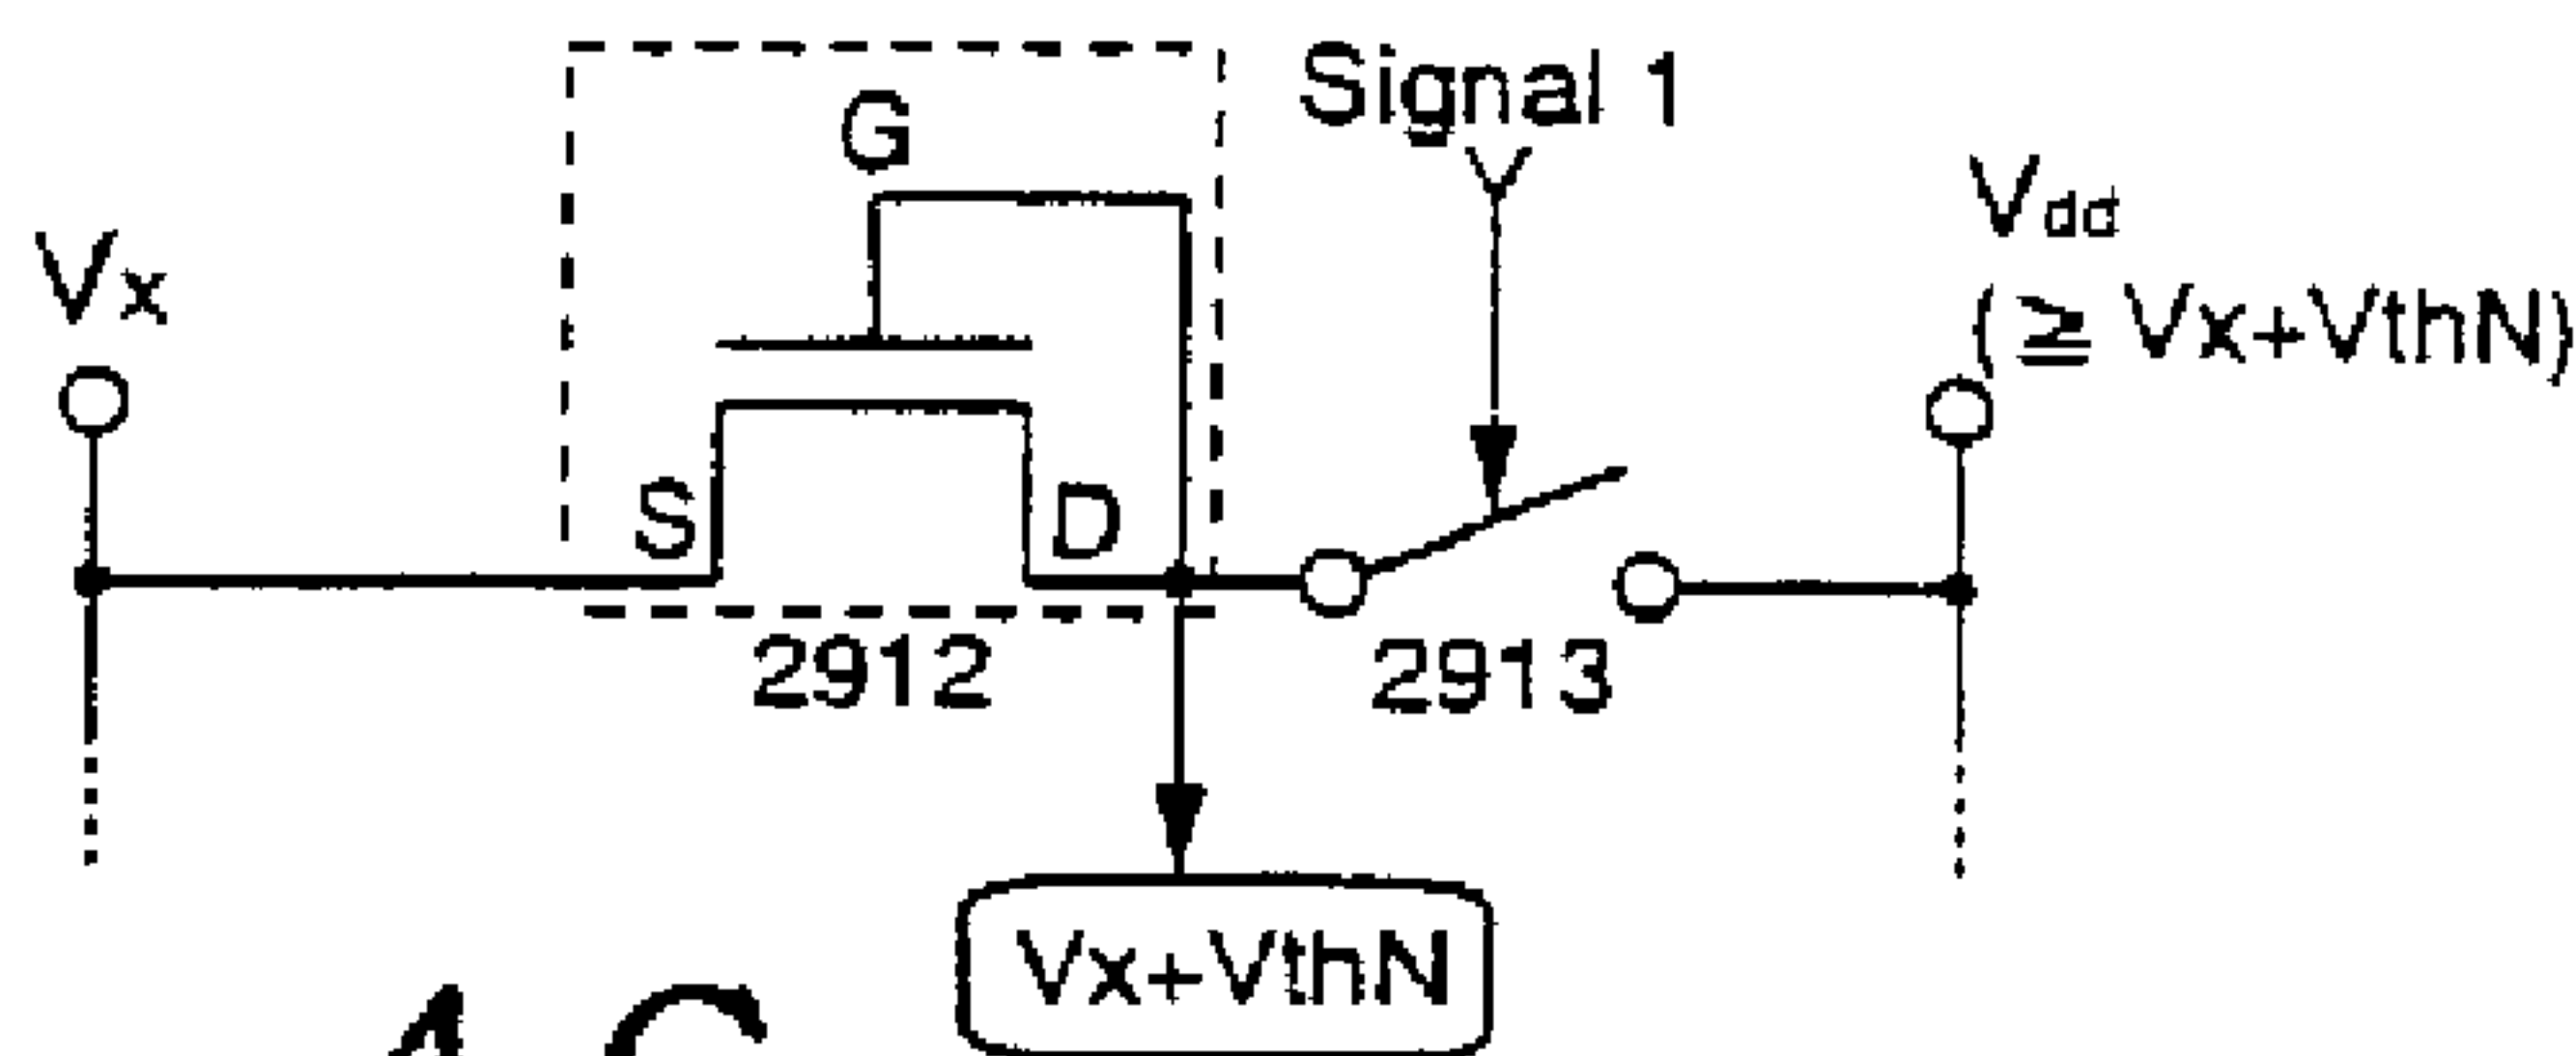 Signal 1
G
Vdd
(≧ Vx+VthN)
Vx
S
D
2912
2913
Vx+VthN